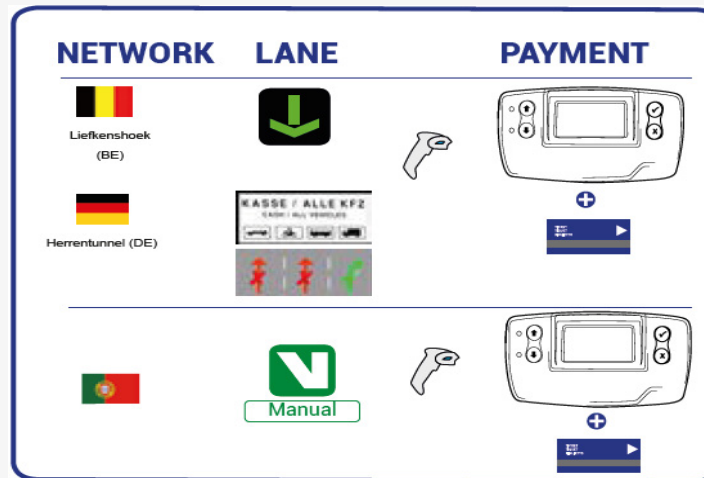 NETWORK LANE PAYMENT
Liefkenshoek
(BE)
KASSE / ALLE KFZ
CASH / ALL VEHICLES
Herrentunnel (DE)
Manual